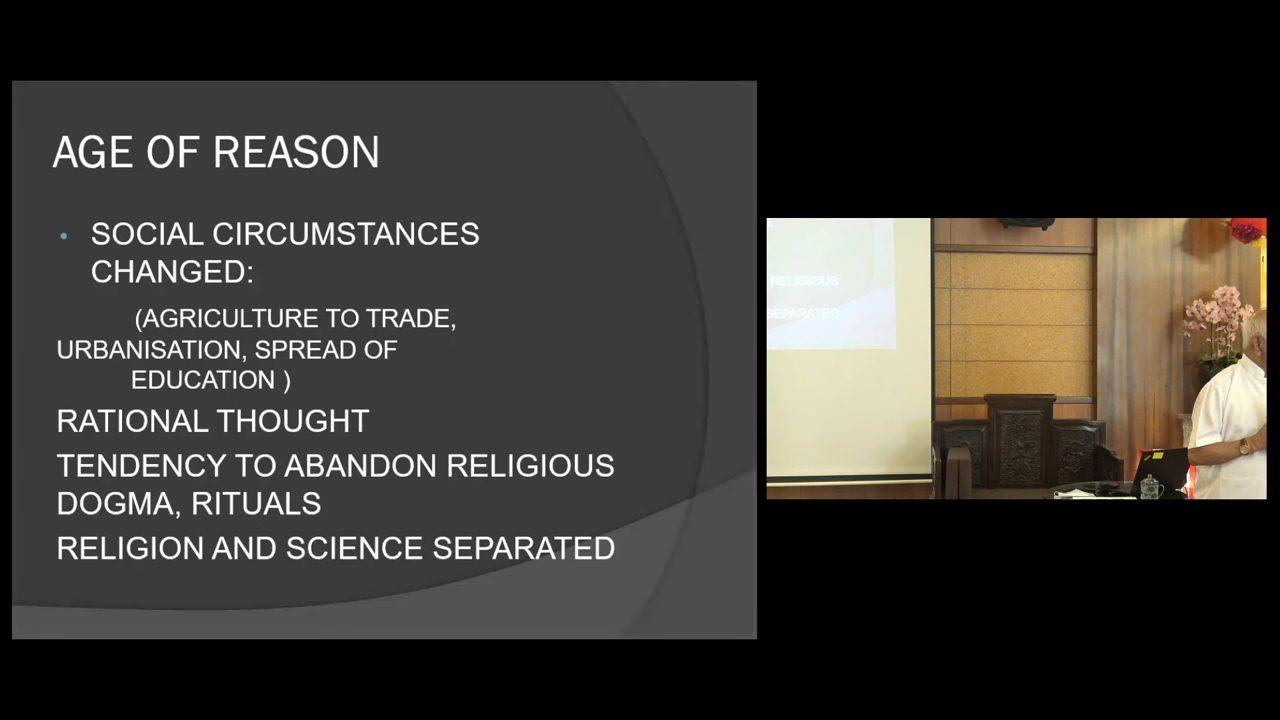 AGE OF REASON
• SOCIAL CIRCUMSTANCES
CHANGED:
(AGRICULTURE TO TRADE,
URBANISATION, SPREAD OF
EDUCATION )
RATIONAL THOUGHT
TENDENCY TO ABANDON RELIGIOUS
DOGMA, RITUALS
RELIGION AND SCIENCE SEPARATED
RELIGIOUS
SEPARATED